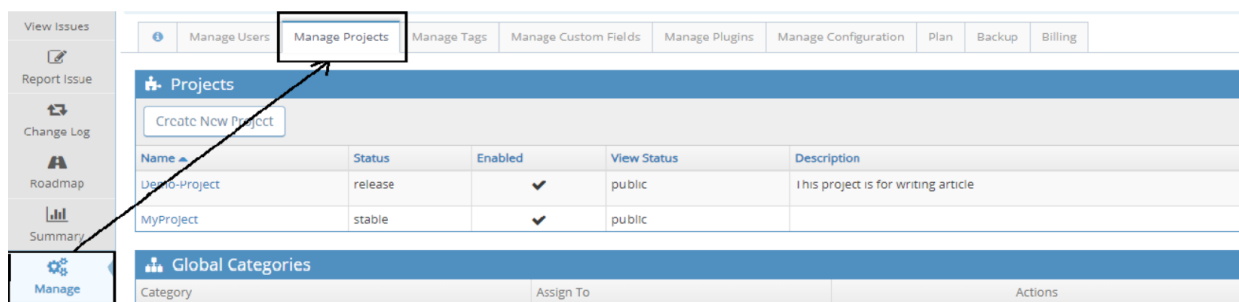 View Issues
Report Issue
Change Log
Roadmap
Summary
Manage
Manage Users Manage Projects Manage Tags Manage Custom Fields Manage Plugins Manage Configuration Plan Backup Billing
Projects
Create New Project
Name Status Enabled View Status Description
Demo-Project release public This project is for writing article
MyProject stable public
Global Categories
Category Assign To Actions